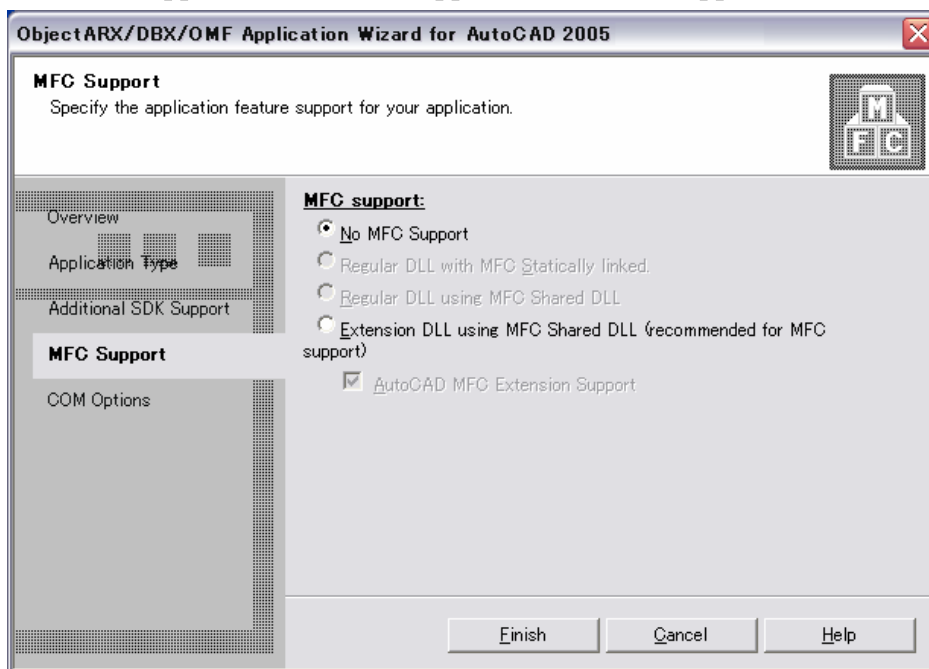 ObjectARX/DBX/OMF Application Wizard for AutoCAD 2005
MFC Support
Specify the application feature support for your application.
M
F C
Overview
Application Type
Additional SDK Support
MFC Support
COM Options
MFC support:
No MFC Support
Regular DLL with MFC Statically linked.
Regular DLL using MFC Shared DLL
Extension DLL using MFC Shared DLL (recommended for MFC
support)
AutoCAD MFC Extension Support
Finish
Cancel
Help